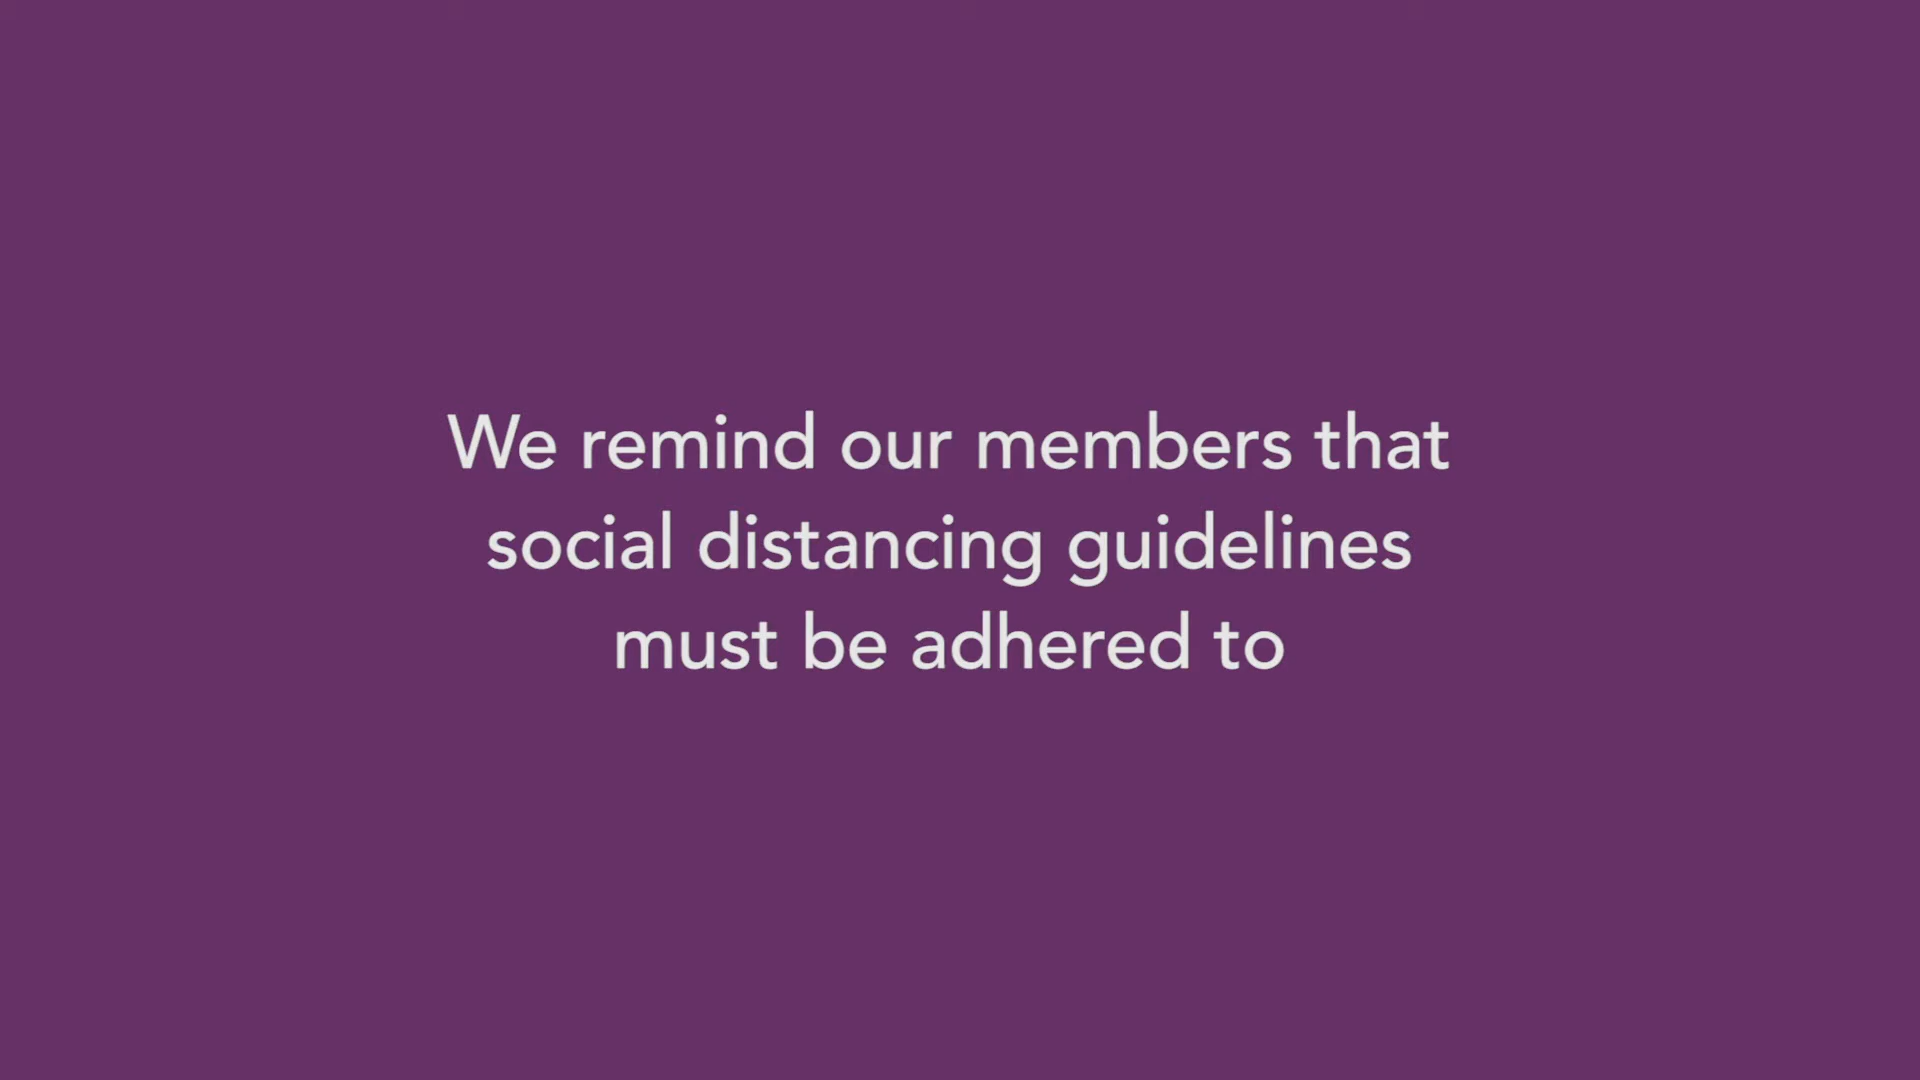 We remind our members that
social distancing guidelines
must be adhered to